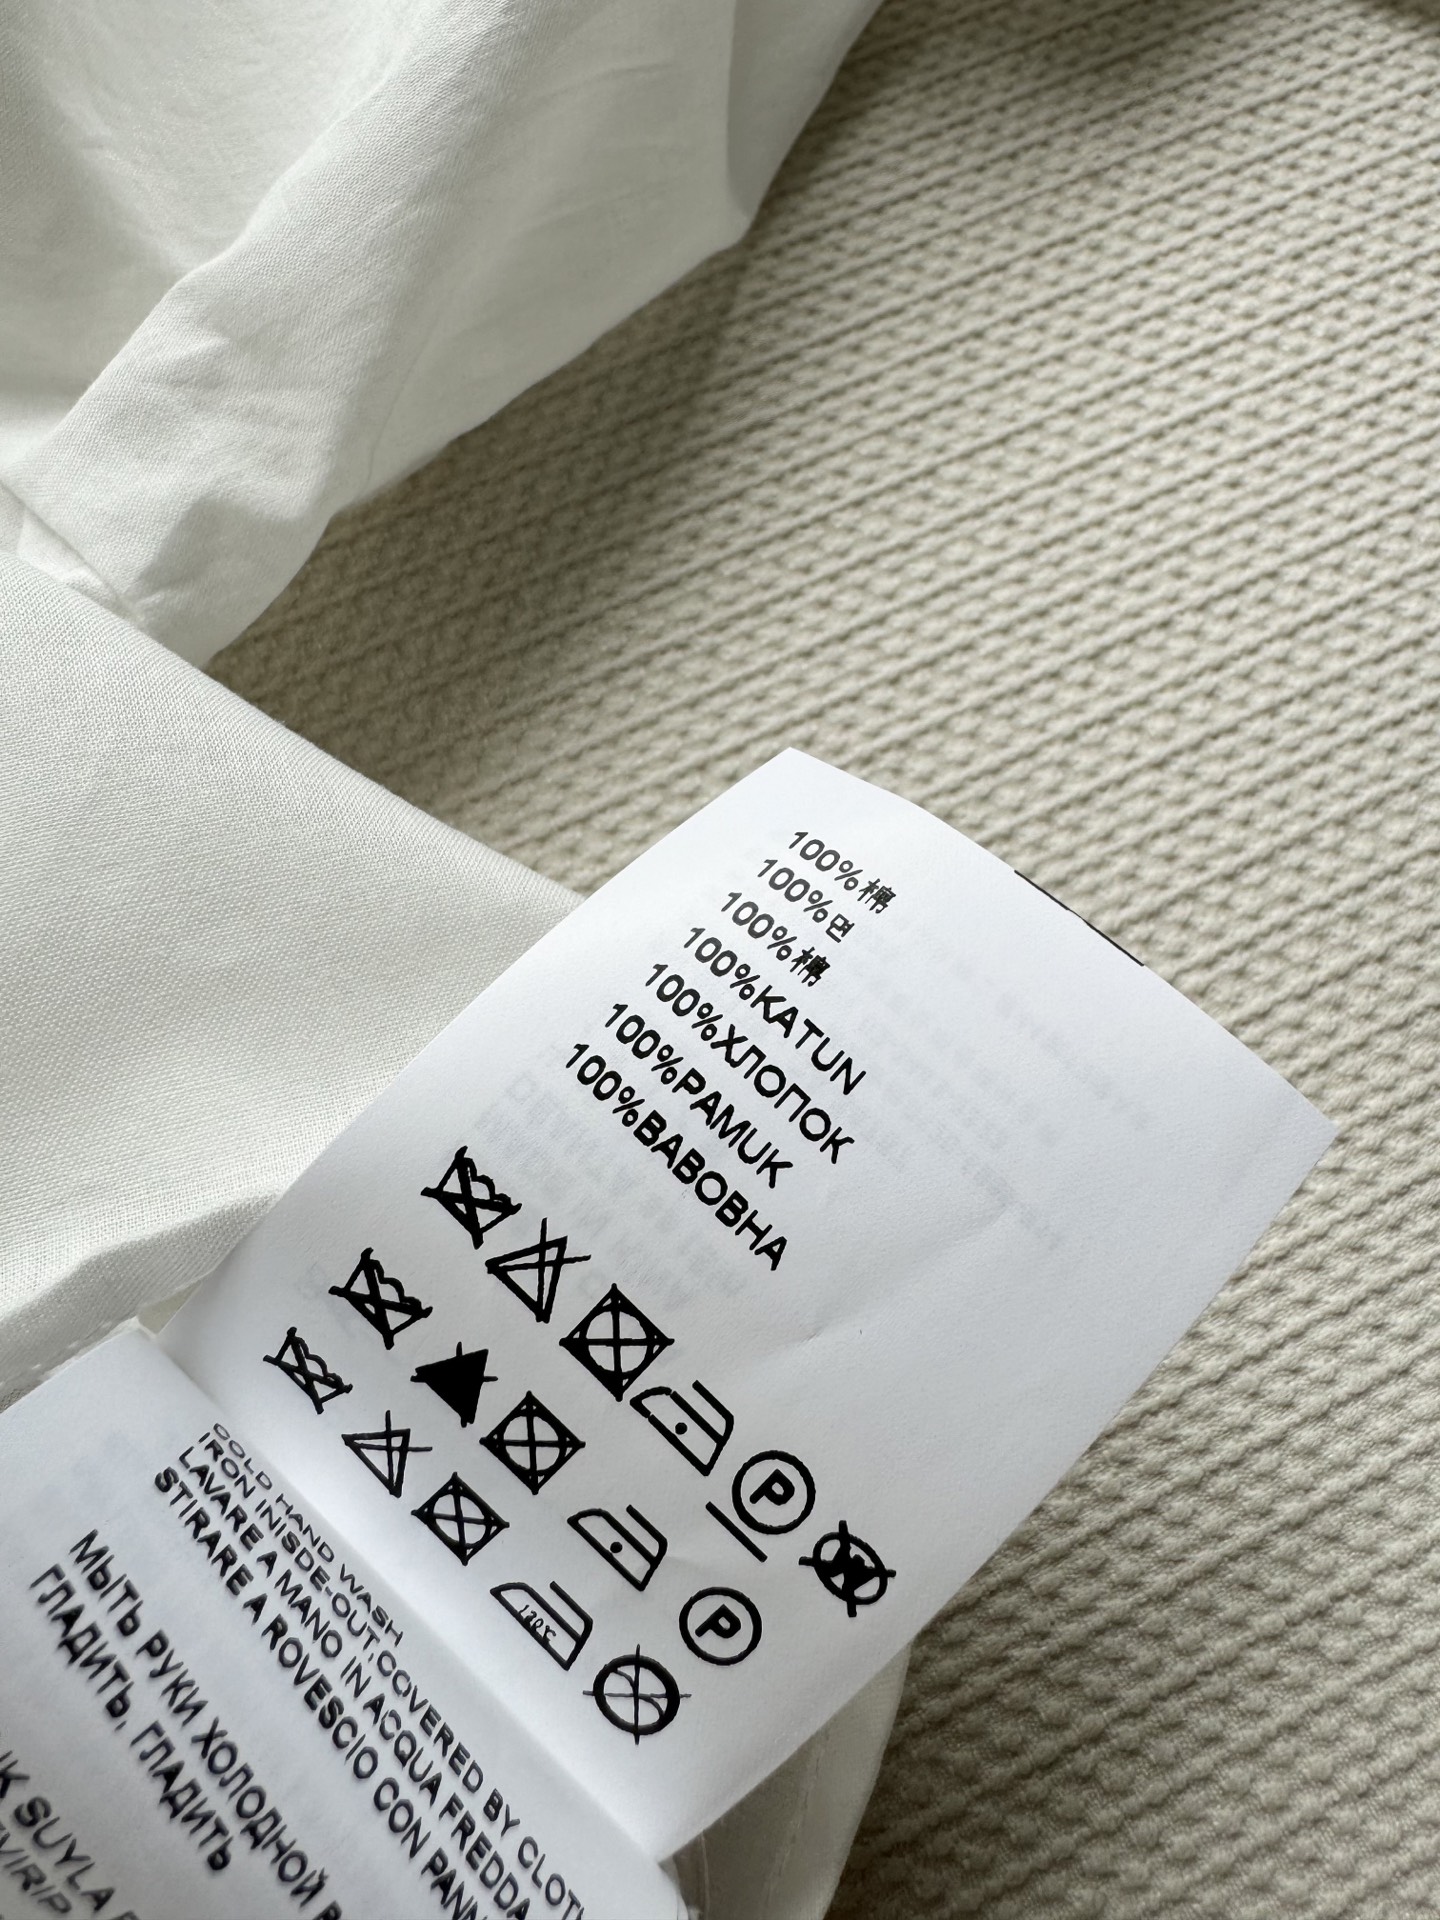 100%棉
100%면
100%棉
100%KATUN
100%ХЛОПОК
100%PAMUK
100%BABOBHA
P
P
COLD HAND WASH
IRON INISDE-OUT,COVERED BY CLOTH
LAVARE A MANO IN ACQUA FREDDA
STIRARE A ROVESCIO CON PANN
МЫТЬ РУКИ ХОЛОДНОЙ В
ГЛАДИТЬ, ГЛАДИТЬ
SUYLA